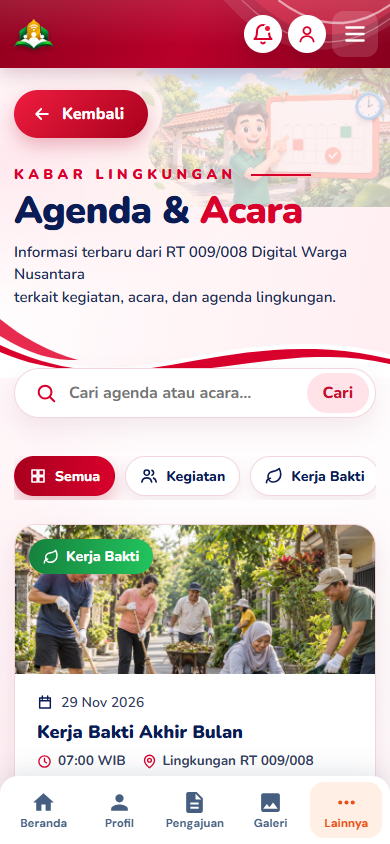 Kembali
KABAR LINGKUNGAN
Agenda & Acara
Informasi terbaru dari RT 009/008 Digital Warga
Nusantara
terkait kegiatan, acara, dan agenda lingkungan.
Cari agenda atau acara...
Cari
Semua
Kegiatan
Kerja Bakti
Kerja Bakti
29 Nov 2026
Kerja Bakti Akhir Bulan
07:00 WIB
Lingkungan RT 009/008
Beranda
Profil
Pengajuan
Galeri
Lainnya